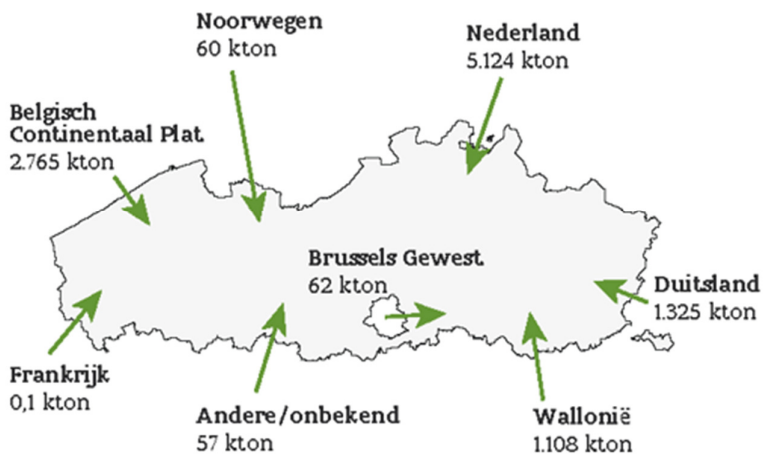 Noorwegen
60 kton
Nederland
5.124 kton
Belgisch
Continentaal Plat
2.765 kton
Brussels Gewest
62 kton
Duitsland
1.325 kton
Frankrijk
0,1 kton
Andere/onbekend
57 kton
Wallonië
1.108 kton